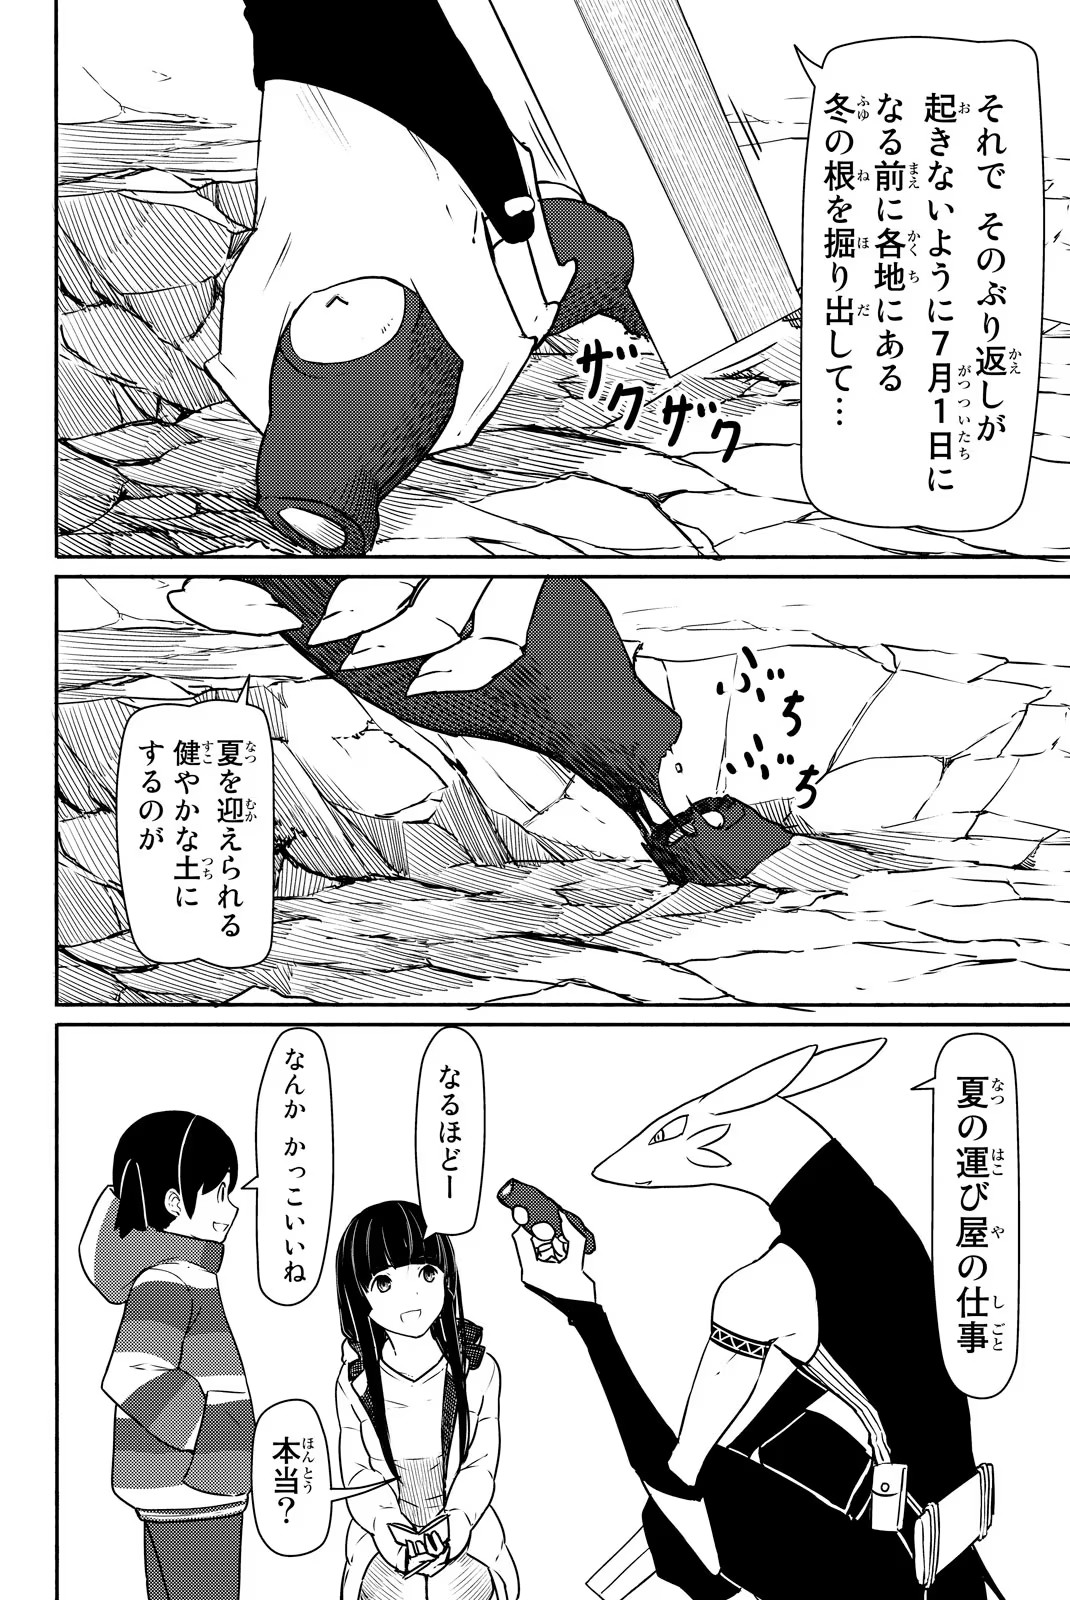 それで そのぶり返しが
起きないように7月1日に
なる前に各地にある
冬の根を掘り出して…
ザクザク
ぶちぶち
夏を迎えられる
健やかな土に
するのが
夏の運び屋の仕事
なるほどー
なんか かっこいいね
本当?